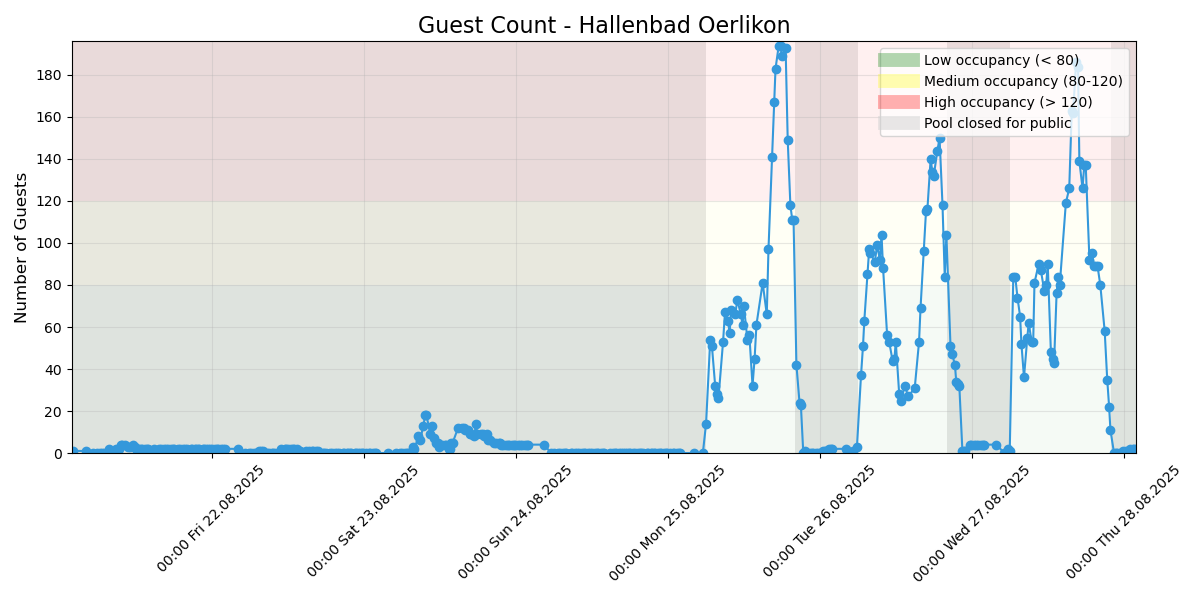 Guest Count - Hallenbad Oerlikon
Number of Guests
180
160
140
120
100
80
60
40
20
0
Low occupancy (< 80)
Medium occupancy (80-120)
High occupancy (> 120)
Pool closed for public
00:00 Fri 22.08.2025
00:00 Sat 23.08.2025
00:00 Sun 24.08.2025
00:00 Mon 25.08.2025
00:00 Tue 26.08.2025
00:00 Wed 27.08.2025
00:00 Thu 28.08.2025